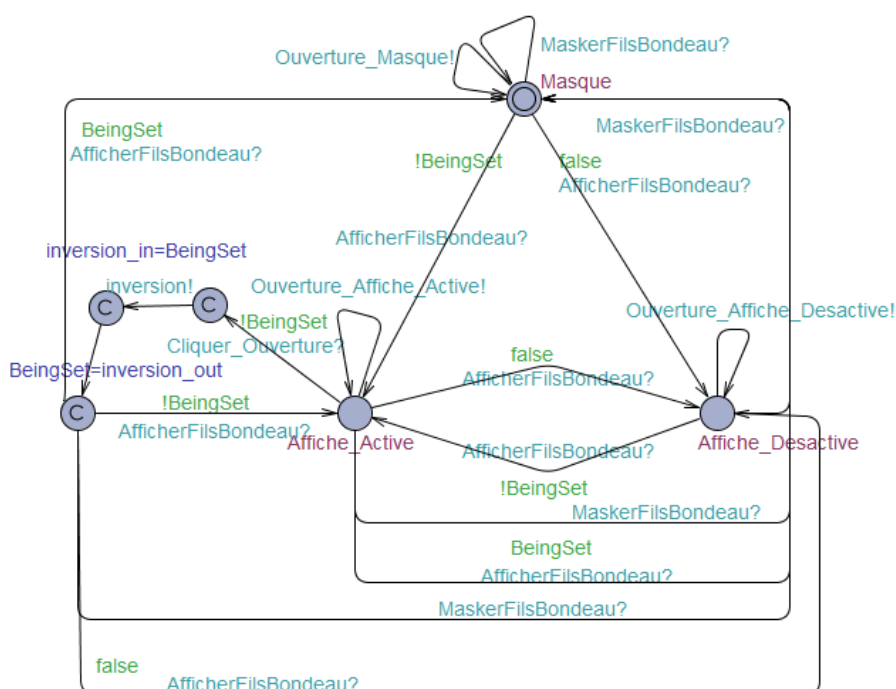 MaskerFilsBondeau?
Ouverture_Masque!
Masque
BeingSet
MaskerFilsBondeau?
AfficherFilsBondeau?
!BeingSet
false
AfficherFilsBondeau?
AfficherFilsBondeau?
inversion_in=BeingSet
inversion!
Ouverture_Affiche_Active!
C
C
!BeingSet
Ouverture_Affiche_Desactive!
Cliquer_Ouverture?
false
BeingSet=inversion_out
AfficherFilsBondeau?
C
!BeingSet
AfficherFilsBondeau?
Affiche_Active
AfficherFilsBondeau?
Affiche_Desactive
!BeingSet
MaskerFilsBondeau?
BeingSet
AfficherFilsBondeau?
MaskerFilsBondeau?
false
AfficherFilsBondeau?